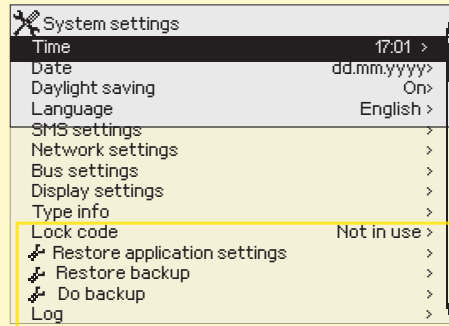 System settings
Time 17:01 >
Date dd.mm.yyyy>
Daylight saving On>
Language English >
SMS settings >
Network settings >
Bus settings >
Display settings >
Type info >
Lock code Not in use >
Restore application settings >
Restore backup >
Do backup >
Log >